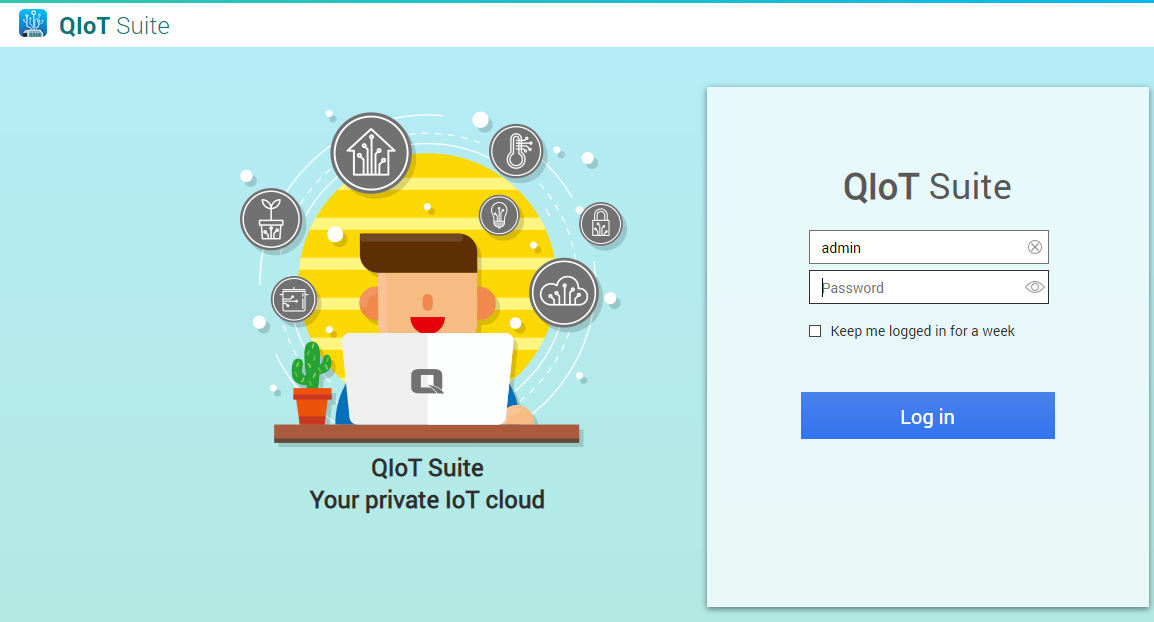 QIoT Suite
QIoT Suite
admin
Password
Keep me logged in for a week
Log in
QIoT Suite
Your private IoT cloud